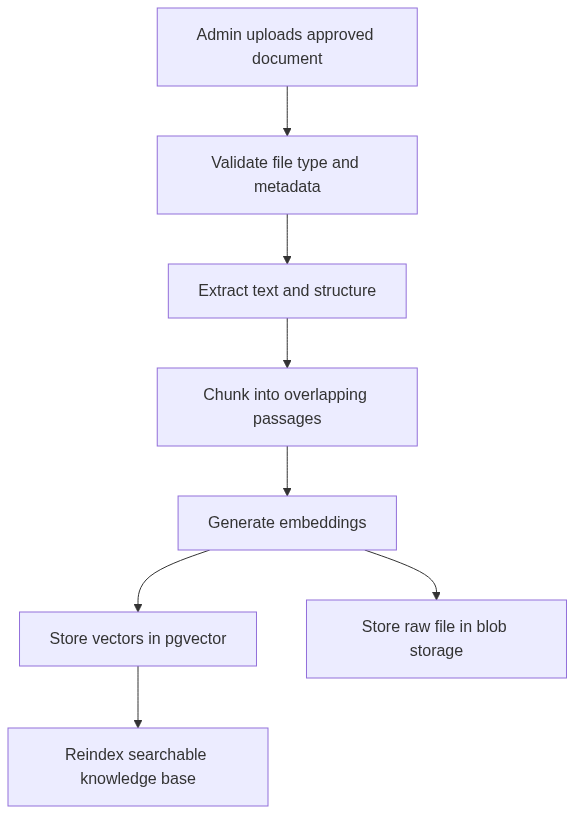 Admin uploads approved
document
Validate file type and
metadata
Extract text and structure
Chunk into overlapping
passages
Generate embeddings
Store vectors in pgvector
Store raw file in blob
storage
Reindex searchable
knowledge base